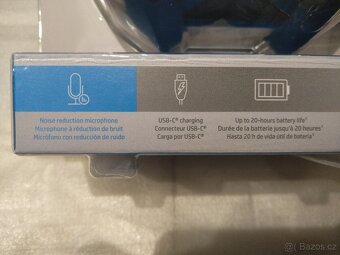 Noise reduction microphone
Microphone à réduction de bruit
Micrófono con reducción de ruido
USB-C® charging
Connecteur USB-C®
Carga por USB-C®
Up to 20-hours battery life¹
Durée de la batterie jusqu'à 20 heures¹
Hasta 20 h de vida útil de batería¹
Bazos.cz